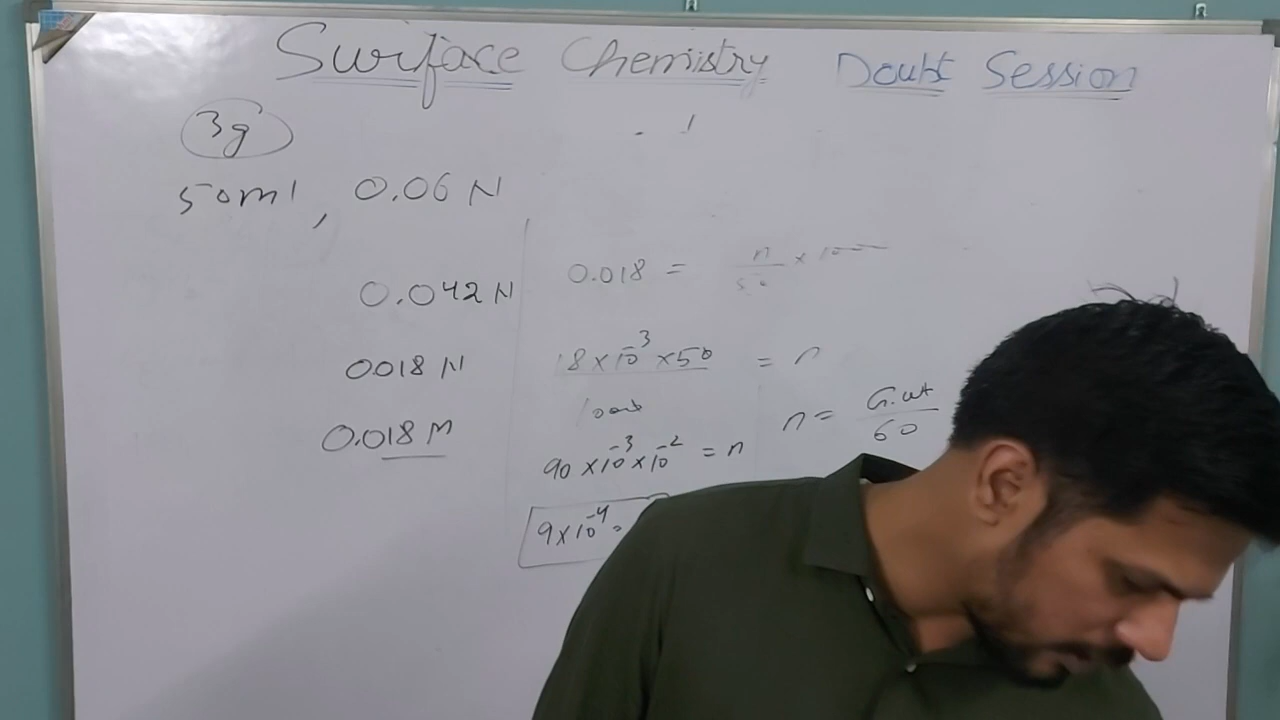 Surface Chemistry Doubt Session
3g
50ml , 0.06 N
0.042 N
0018 N
0.018 M
0.018 = n/50 × 1000
18×10⁻³×50/1000 = n
90×10⁻³×10⁻² = n
9×10⁻⁴=
n = G.wt/60